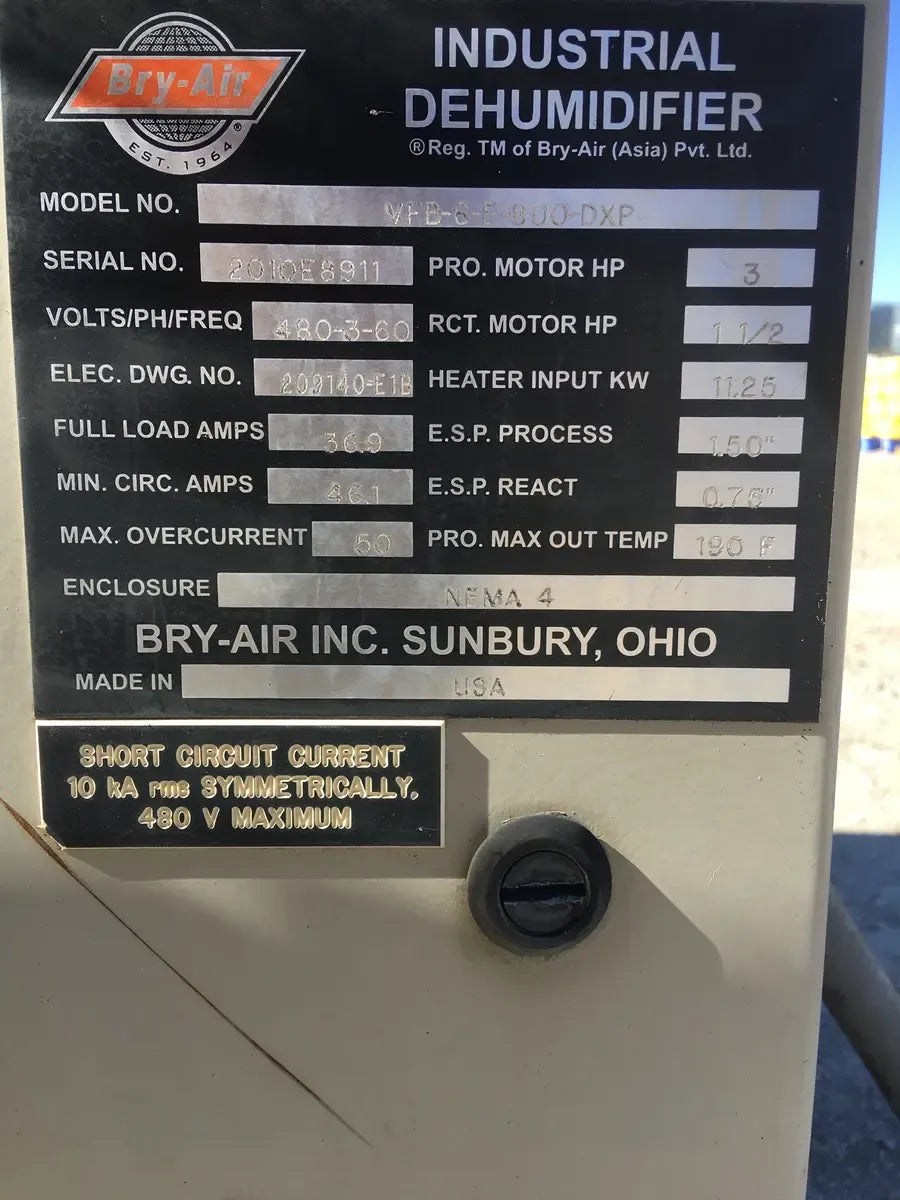 Bry-Air
®
EST. 1964
INDUSTRIAL
DEHUMIDIFIER
®Reg. TM of Bry-Air (Asia) Pvt. Ltd.
MODEL NO.
SERIAL NO. 2010E8911 PRO. MOTOR HP 3
VOLTS/PH/FREQ 480-3-60 RCT. MOTOR HP 1 1/2
ELEC. DWG. NO. 209140-E1B HEATER INPUT KW 11.25
FULL LOAD AMPS 36.9 E.S.P. PROCESS 1.50"
MIN. CIRC. AMPS 46.1 E.S.P. REACT
MAX. OVERCURRENT 50 PRO. MAX OUT TEMP 190 F
ENCLOSURE NEMA 4
BRY-AIR INC. SUNBURY, OHIO
MADE IN USA
SHORT CIRCUIT CURRENT
10 kA rms SYMMETRICALLY,
480 V MAXIMUM